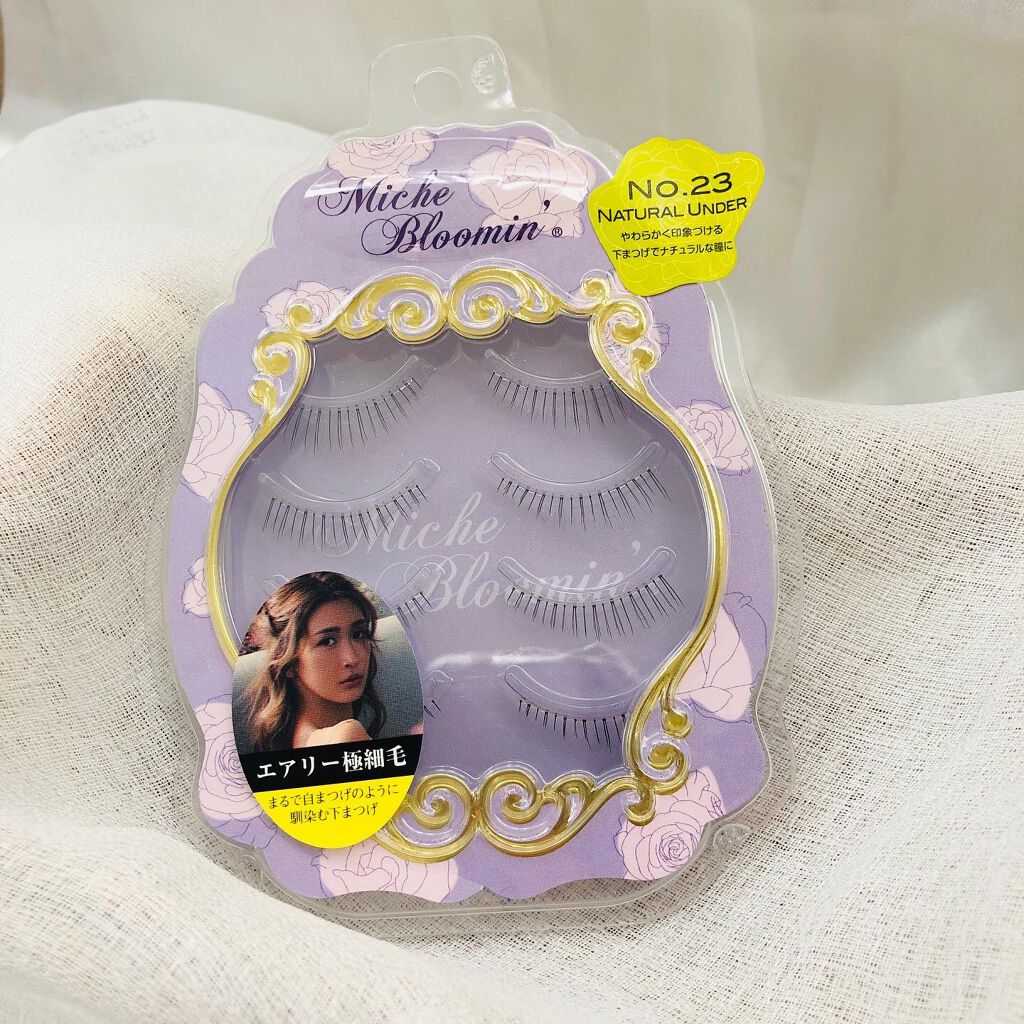 Miche
Bloomin'®
No.23
NATURAL UNDER
やわらかく印象づける
下まつげでナチュラルな瞳に
Miche
Bloomin'
エアリー極細毛
まるで自まつげのように
馴染む下まつげ